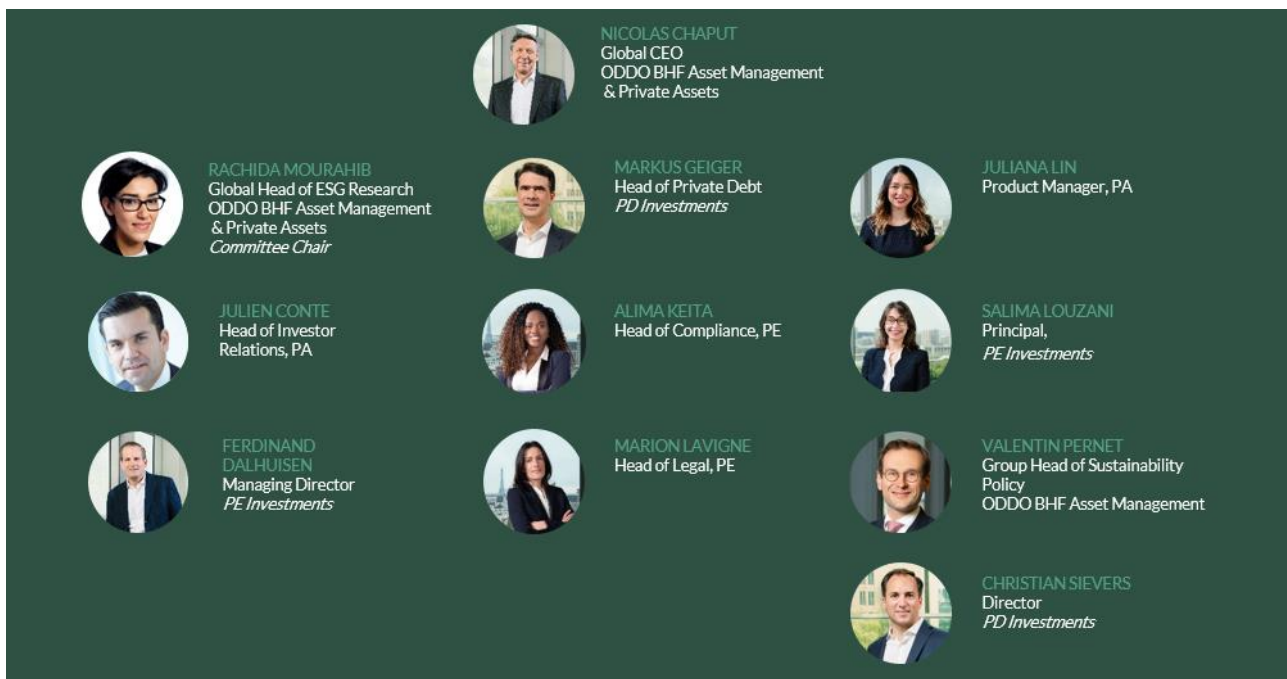 NICOLAS CHAPUT
Global CEO
ODDO BHF Asset Management
& Private Assets
RACHIDA MOURAHIB
Global Head of ESG Research
ODDO BHF Asset Management
& Private Assets
Committee Chair
MARKUS GEIGER
Head of Private Debt
PD Investments
JULIANA LIN
Product Manager, PA
JULIEN CONTE
Head of Investor
Relations, PA
ALIMA KEITA
Head of Compliance, PE
SALIMA LOUZANI
Principal,
PE Investments
FERDINAND
DALHUISEN
Managing Director
PE Investments
MARION LAVIGNE
Head of Legal, PE
VALENTIN PERNET
Group Head of Sustainability
Policy
ODDO BHF Asset Management
CHRISTIAN SIEVERS
Director
PD Investments